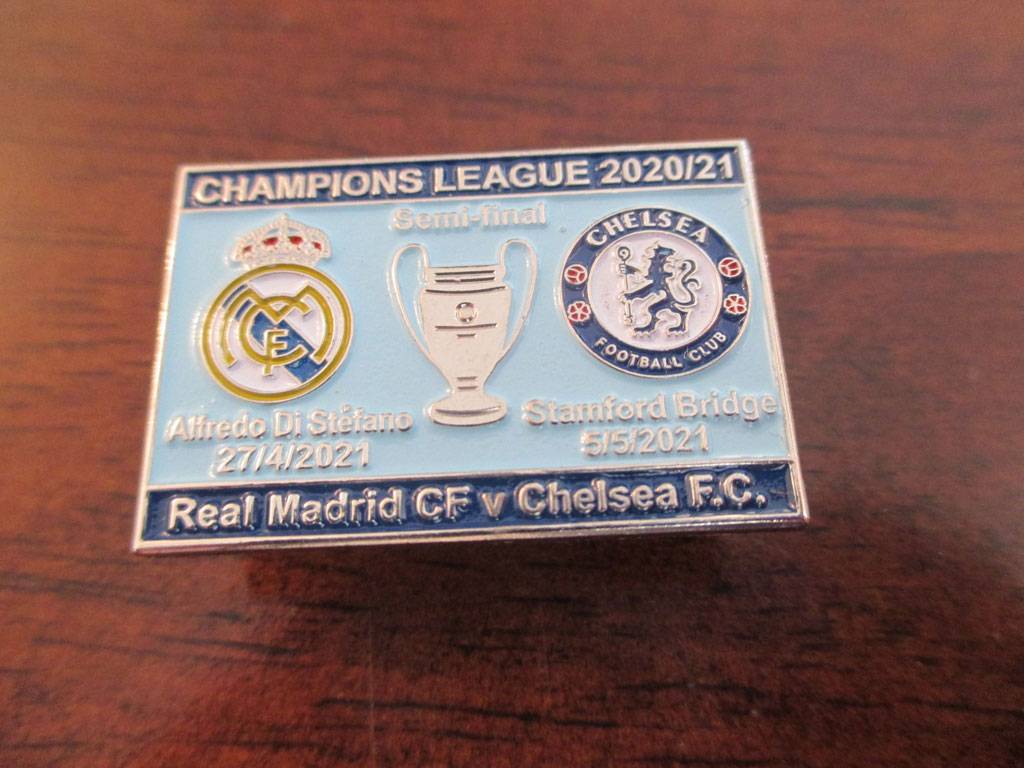 CHAMPIONS LEAGUE 2020/21
Semi-final
CHELSEA
FOOTBALL CLUB
MCF
Alfredo Di Stéfano
27/4/2021
Stamford Bridge
5/5/2021
Real Madrid CF v Chelsea F.C.